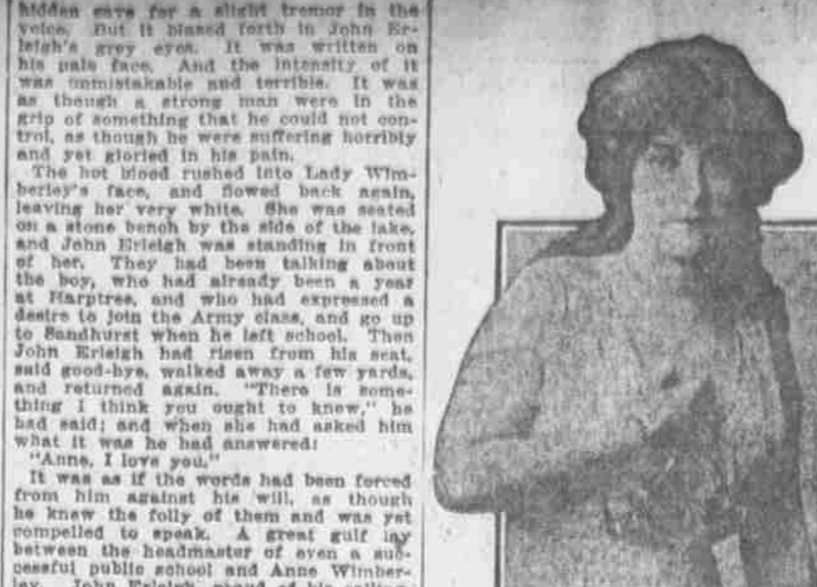 hidden save for a slight tremor in the
voice. But it blazed forth in John Er-
leigh's grey eyes. It was written on
his pale face. And the intensity of it
was unmistakable and terrible. It was
as though a strong man were in the
grip of something that he could not con-
trol, as though he were suffering horribly
and yet gloried in his pain.
The hot blood rushed into Lady Wim-
berley's face, and flowed back again,
leaving her very white. She was seated
on a stone bench by the side of the lake,
and John Erleigh was standing in front
of her. They had been talking about
the boy, who had already been a year
at Harptree, and who had expressed a
desire to join the Army class, and go up
to Sandhurst when he left school. Then
John Erleigh had risen from his seat,
said good-bye, walked away a few yards,
and returned again. "There is some-
thing I think you ought to know," he
had said; and when she had asked him
what it was he had answered:
"Anne, I love you."
It was as if the words had been forced
from him against his will, as though
he knew the folly of them and was yet
compelled to speak. A great gulf lay
between the headmaster of even a suc-
cessful public school and Anne Wimber-
ley. John Erleigh, proud of his